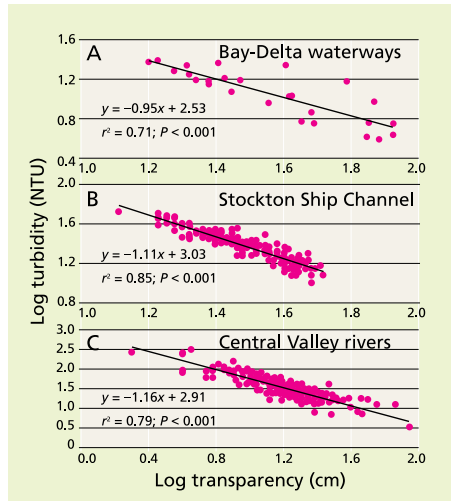 1.6
A
Bay-Delta waterways
1.2
y = −0.95x + 2.53
0.8
r² = 0.71; P < 0.001
0.4
1.0
1.2
1.4
1.6
1.8
2.0
2.0
B
Stockton Ship Channel
1.6
1.2
y = −1.11x + 3.03
r² = 0.85; P < 0.001
0.8
1.0
1.2
1.4
1.6
1.8
2.0
3.0
C
Central Valley rivers
2.5
2.0
1.5
y = −1.16x + 2.91
1.0
r² = 0.79; P < 0.001
0.5
0
0.0
0.4
0.8
1.2
1.6
2.0
Log turbidity (NTU)
Log transparency (cm)